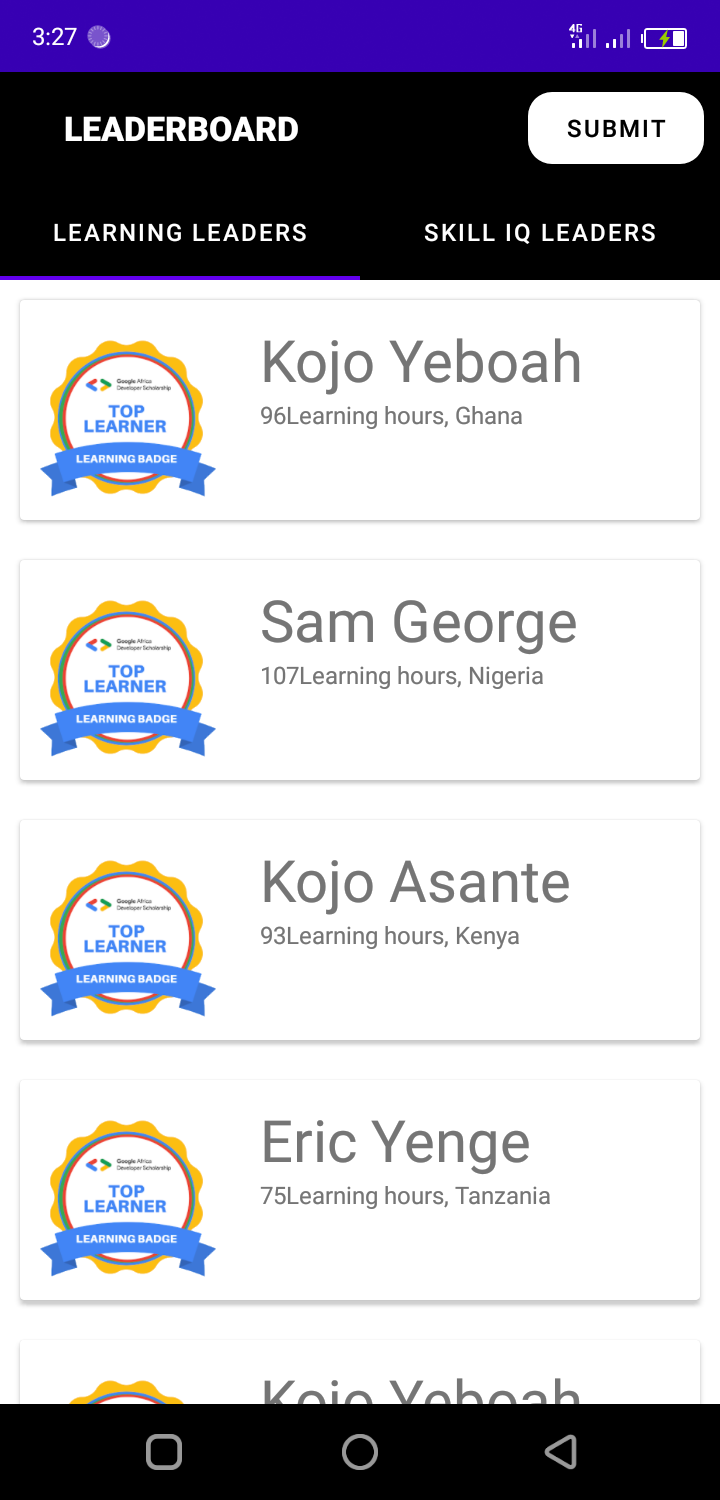 3:27
4G
LEADERBOARD
SUBMIT
LEARNING LEADERS
SKILL IQ LEADERS
Google Africa
Developer Scholarship
TOP
LEARNER
LEARNING BADGE
Kojo Yeboah
96Learning hours, Ghana
Google Africa
Developer Scholarship
TOP
LEARNER
LEARNING BADGE
Sam George
107Learning hours, Nigeria
Google Africa
Developer Scholarship
TOP
LEARNER
LEARNING BADGE
Kojo Asante
93Learning hours, Kenya
Google Africa
Developer Scholarship
TOP
LEARNER
LEARNING BADGE
Eric Yenge
75Learning hours, Tanzania
Kojo Yeboah